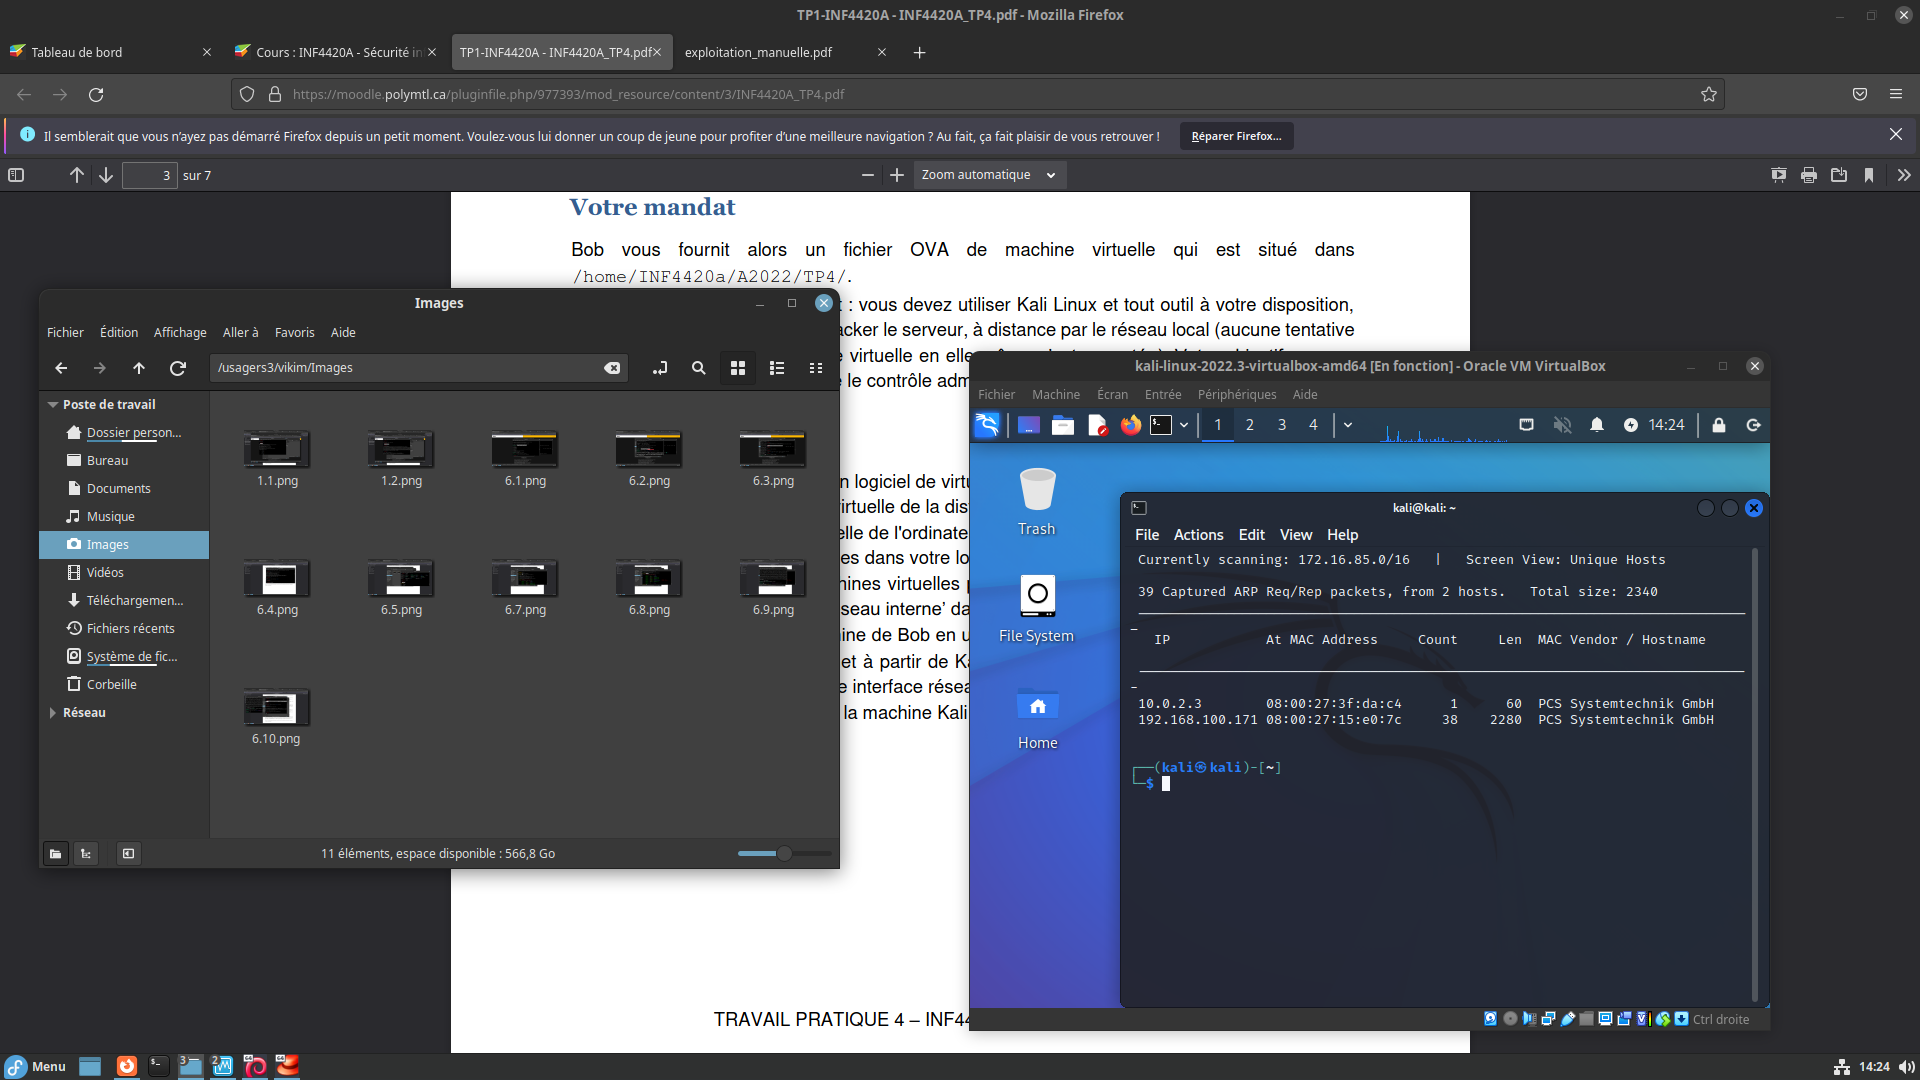 TP1-INF4420A - INF4420A_TP4.pdf - Mozilla Firefox
Tableau de bord
Cours : INF4420A - Sécurité in
TP1-INF4420A - INF4420A_TP4.pdf
exploitation_manuelle.pdf
https://moodle.polymtl.ca/pluginfile.php/977393/mod_resource/content/3/INF4420A_TP4.pdf
Il semblerait que vous n'ayez pas démarré Firefox depuis un petit moment. Voulez-vous lui donner un coup de jeune pour profiter d'une meilleure navigation ? Au fait, ça fait plaisir de vous retrouver !
Réparer Firefox...
3 sur 7
Zoom automatique
Votre mandat
Bob vous fournit alors un fichier OVA de machine virtuelle qui est situé dans
/home/INF4420a/A2022/TP4/.
: vous devez utiliser Kali Linux et tout outil à votre disposition,
acker le serveur, à distance par le réseau local (aucune tentative
virtuelle en elle
le contrôle adm
n logiciel de virtu
virtuelle de la dis
elle de l'ordinate
es dans votre lo
nines virtuelles p
seau interne' da
ine de Bob en u
et à partir de Ka
e interface résea
la machine Kali
TRAVAIL PRATIQUE 4 – INF44
Images
Fichier Édition Affichage Aller à Favoris Aide
/usagers3/vikim/Images
Poste de travail
Dossier person...
Bureau
Documents
Musique
Images
Vidéos
Téléchargemen...
Fichiers récents
Système de fic...
Corbeille
Réseau
1.1.png 1.2.png 6.1.png 6.2.png 6.3.png
6.4.png 6.5.png 6.7.png 6.8.png 6.9.png
6.10.png
11 éléments, espace disponible : 566,8 Go
kali-linux-2022.3-virtualbox-amd64 [En fonction] - Oracle VM VirtualBox
Fichier Machine Écran Entrée Périphériques Aide
1 2 3 4
14:24
Trash
File System
Home
kali@kali: ~
File Actions Edit View Help
Currently scanning: 172.16.85.0/16 | Screen View: Unique Hosts
39 Captured ARP Req/Rep packets, from 2 hosts. Total size: 2340
IP At MAC Address Count Len MAC Vendor / Hostname
10.0.2.3 08:00:27:3f:da:c4 1 60 PCS Systemtechnik GmbH
192.168.100.171 08:00:27:15:e0:7c 38 2280 PCS Systemtechnik GmbH
(kali㉿kali)-[~]
$
Ctrl droite
Menu
3
2
14:24